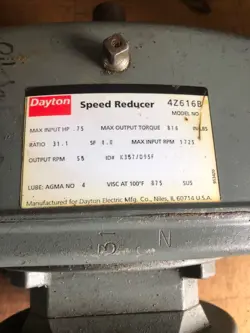 Dayton Speed Reducer 4Z616B
MODEL NO.
MAX INPUT HP .75 MAX OUTPUT TORQUE 816 in-LBS
RATIO 31.1 SF 1.0 MAX INPUT RPM 1725
OUTPUT RPM 55 ID#
LUBE: AGMA NO 4 VISC AT 100°F 875 SUS
Manufactured for Dayton Electric Mfg. Co., Niles, IL 60714 U.S.A.
N